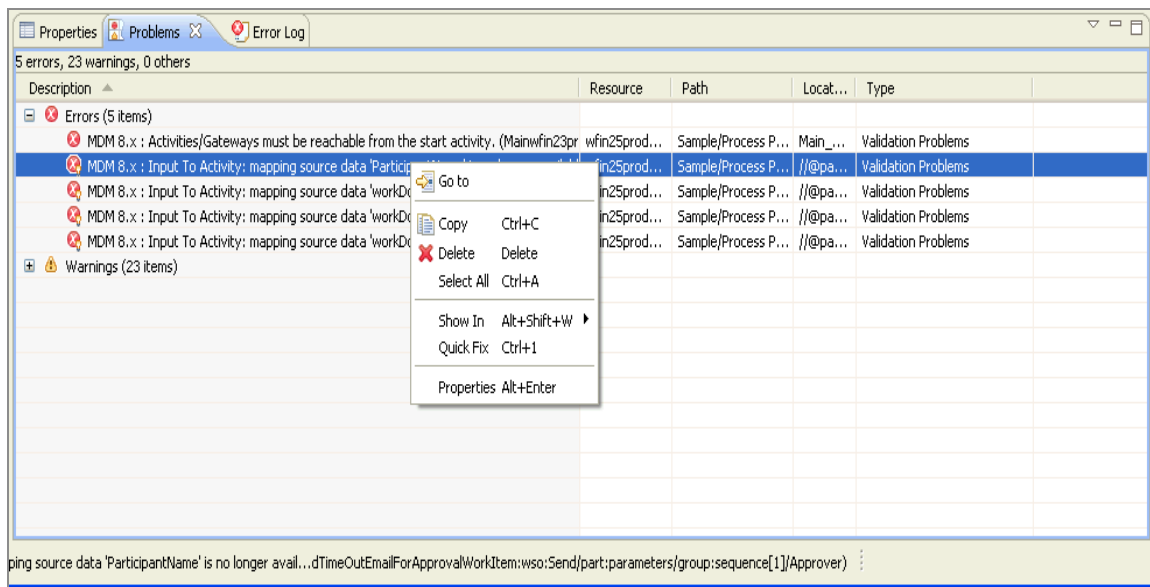 Properties Problems Error Log
5 errors, 23 warnings, 0 others
Description Resource Path Locat... Type
Errors (5 items)
MDM 8.x : Activities/Gateways must be reachable from the start activity. (Mainwfin23pr wfin25prod... Sample/Process P... Main_... Validation Problems
MDM 8.x : Input To Activity: mapping source data 'Particip fin25prod... Sample/Process P... //@pa... Validation Problems
MDM 8.x : Input To Activity: mapping source data 'workDo in25prod... Sample/Process P... //@pa... Validation Problems
MDM 8.x : Input To Activity: mapping source data 'workDo in25prod... Sample/Process P... //@pa... Validation Problems
MDM 8.x : Input To Activity: mapping source data 'workDo in25prod... Sample/Process P... //@pa... Validation Problems
Warnings (23 items)
Go to
Copy Ctrl+C
Delete Delete
Select All Ctrl+A
Show In Alt+Shift+W
Quick Fix Ctrl+1
Properties Alt+Enter
ping source data 'ParticipantName' is no longer avail...dTimeOutEmailForApprovalWorkItem:wso:Send/part:parameters/group:sequence[1]/Approver)